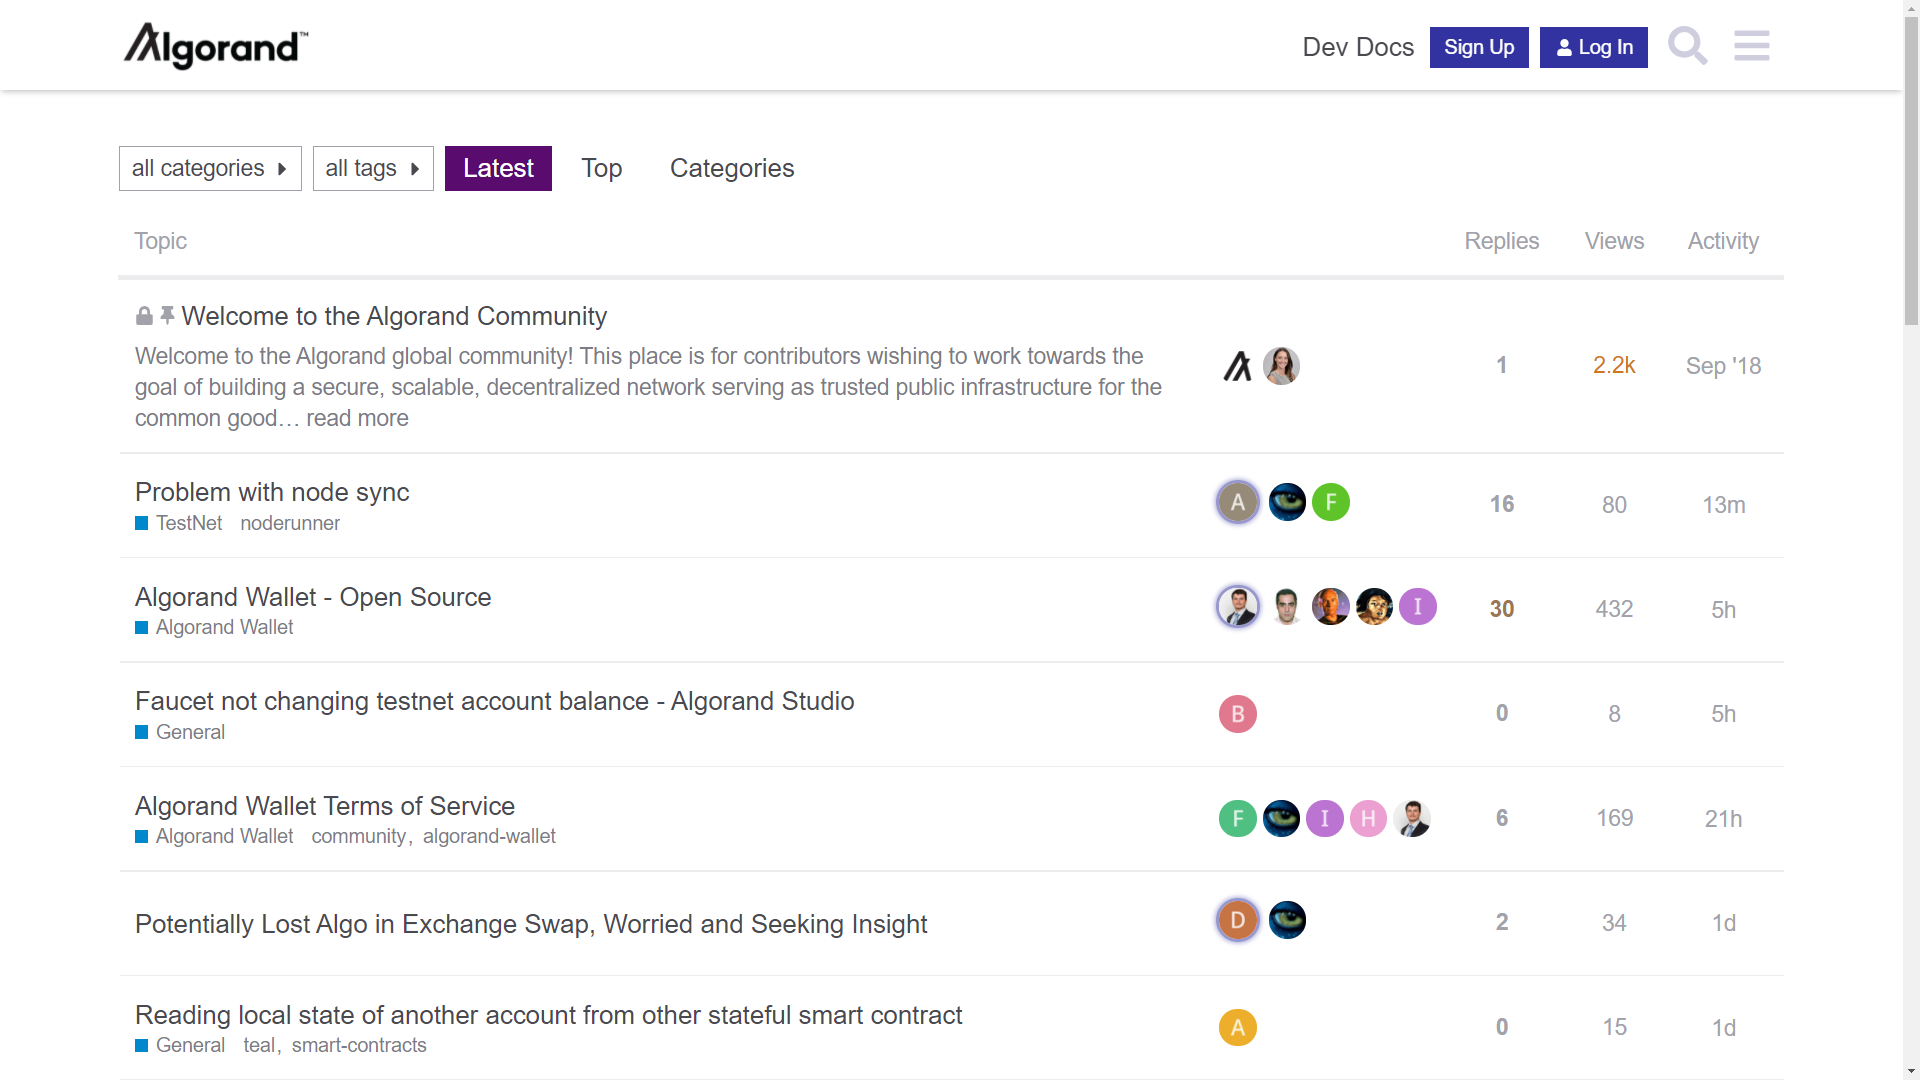 Algorand™
Dev Docs Sign Up Log In
all categories all tags Latest Top Categories
Topic Replies Views Activity
Welcome to the Algorand Community
Welcome to the Algorand global community! This place is for contributors wishing to work towards the
goal of building a secure, scalable, decentralized network serving as trusted public infrastructure for the
common good… read more
1 2.2k Sep '18
Problem with node sync
TestNet noderunner
A F 16 80 13m
Algorand Wallet - Open Source
Algorand Wallet
I 30 432 5h
Faucet not changing testnet account balance - Algorand Studio
General
B 0 8 5h
Algorand Wallet Terms of Service
Algorand Wallet community, algorand-wallet
F I H 6 169 21h
Potentially Lost Algo in Exchange Swap, Worried and Seeking Insight
D 2 34 1d
Reading local state of another account from other stateful smart contract
General teal, smart-contracts
A 0 15 1d